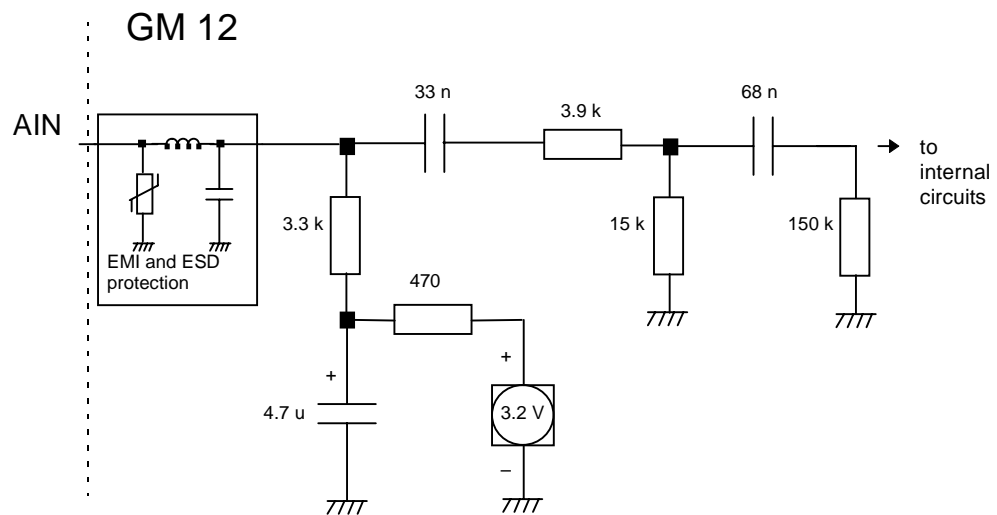 GM 12
33 n
68 n
3.9 k
AIN
to
internal
circuits
3.3 k
15 k
150 k
EMI and ESD
protection
470
+
+
4.7 u
3.2 V
–